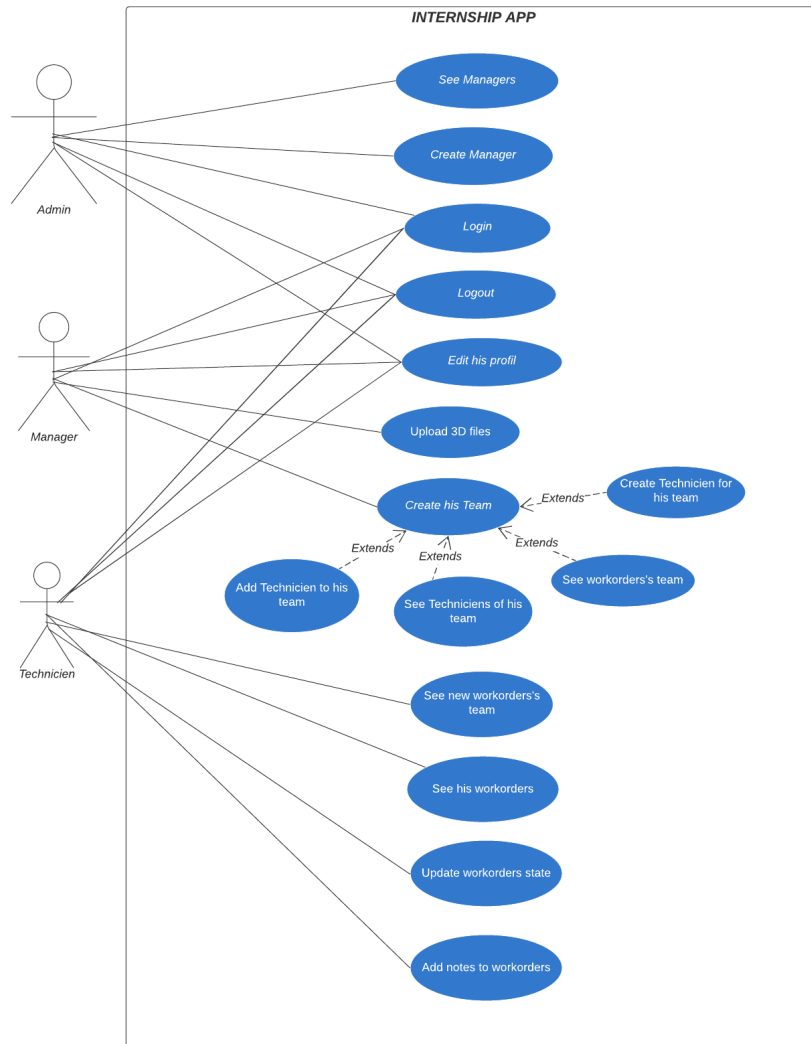 INTERNSHIP APP
See Managers
Create Manager
Admin
Login
Logout
Manager
Edit his profil
Upload 3D files
Create his Team
Extends
Create Technicien for
his team
Extends
Extends
Extends
Add Technicien to his
team
See Techniciens of his
team
See workorders's team
Technicien
See new workorders's
team
See his workorders
Update workorders state
Add notes to workorders